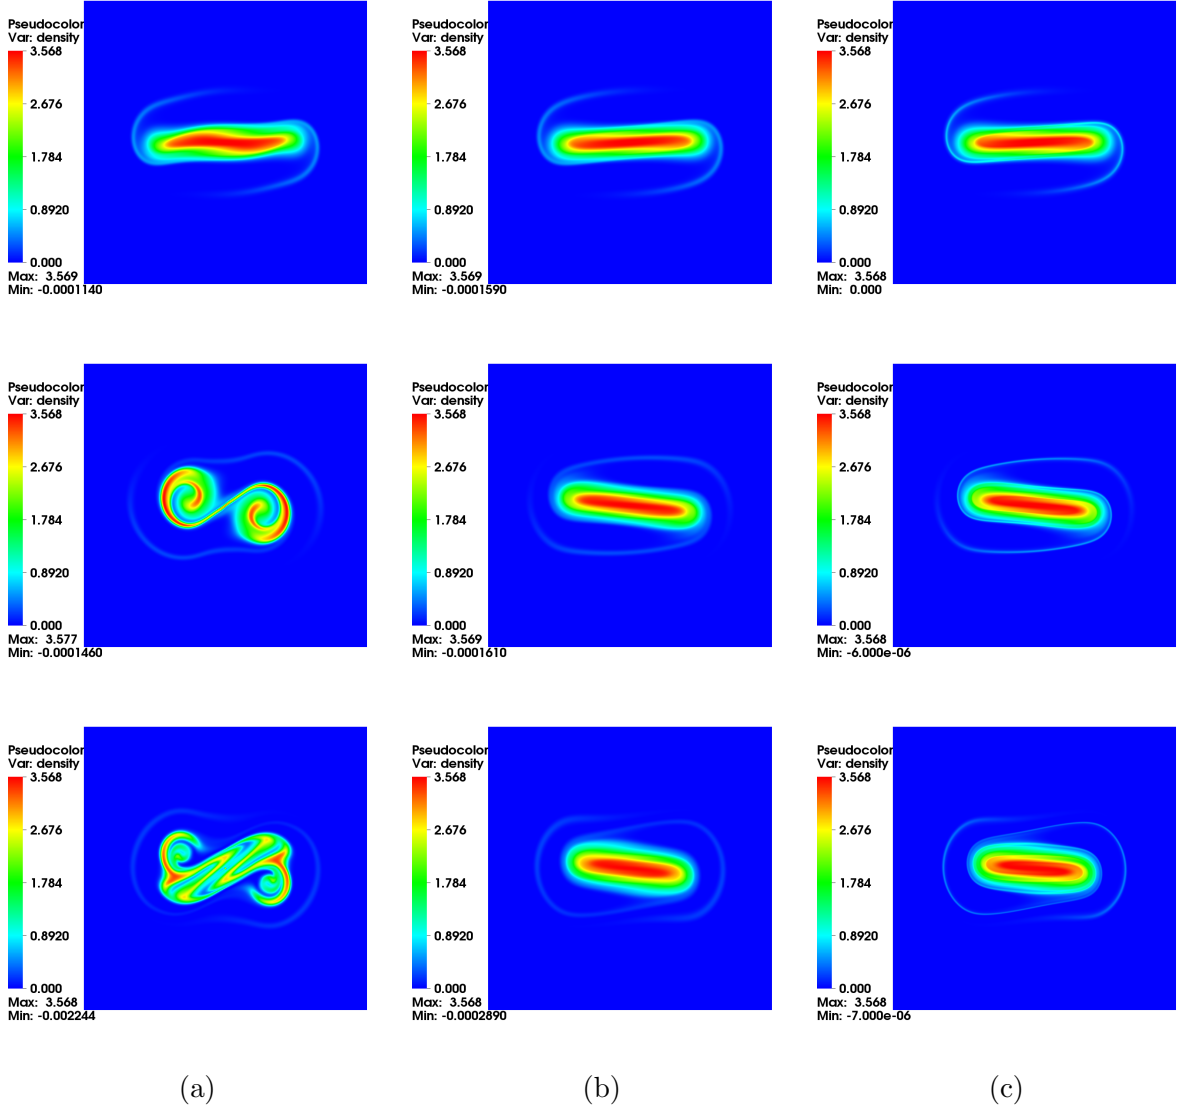 Pseudocolor
Var: density
3.568
2.676
1.784
0.8920
0.000
Max: 3.569
Min: -0.0001140
Pseudocolor
Var: density
3.568
2.676
1.784
0.8920
0.000
Max: 3.569
Min: -0.0001590
Pseudocolor
Var: density
3.568
2.676
1.784
0.8920
0.000
Max: 3.568
Min: 0.000
Pseudocolor
Var: density
3.568
2.676
1.784
0.8920
0.000
Max: 3.577
Min: -0.0001460
Pseudocolor
Var: density
3.568
2.676
1.784
0.8920
0.000
Max: 3.569
Min: -0.0001610
Pseudocolor
Var: density
3.568
2.676
1.784
0.8920
0.000
Max: 3.568
Min: -6.000e-06
Pseudocolor
Var: density
3.568
2.676
1.784
0.8920
0.000
Max: 3.568
Min: -0.002244
Pseudocolor
Var: density
3.568
2.676
1.784
0.8920
0.000
Max: 3.568
Min: -0.0002890
Pseudocolor
Var: density
3.568
2.676
1.784
0.8920
0.000
Max: 3.568
Min: -7.000e-06
(a)
(b)
(c)